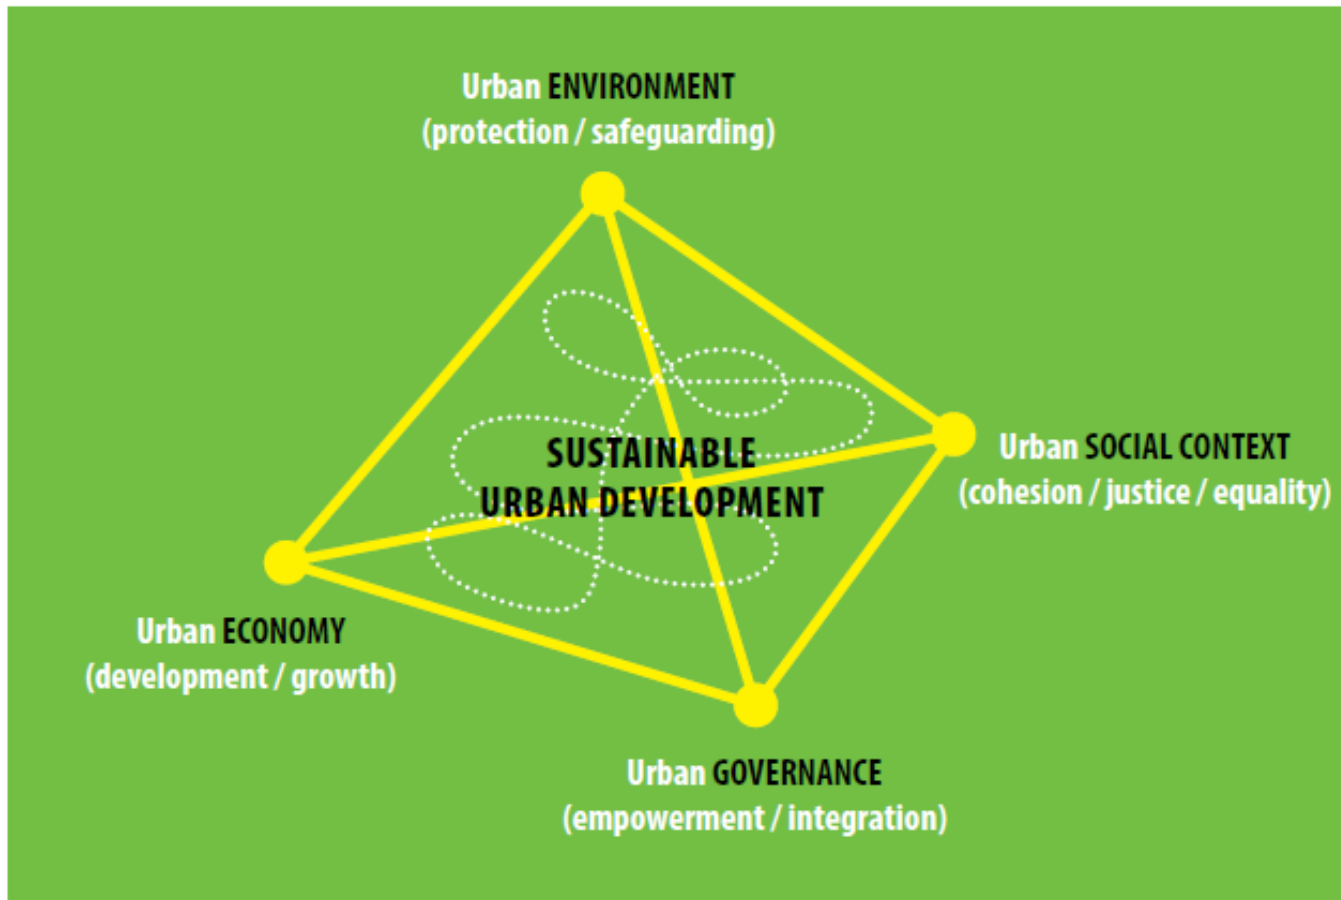 Urban ENVIRONMENT
(protection / safeguarding)
SUSTAINABLE
URBAN DEVELOPMENT
Urban SOCIAL CONTEXT
(cohesion / justice / equality)
Urban ECONOMY
(development / growth)
Urban GOVERNANCE
(empowerment / integration)